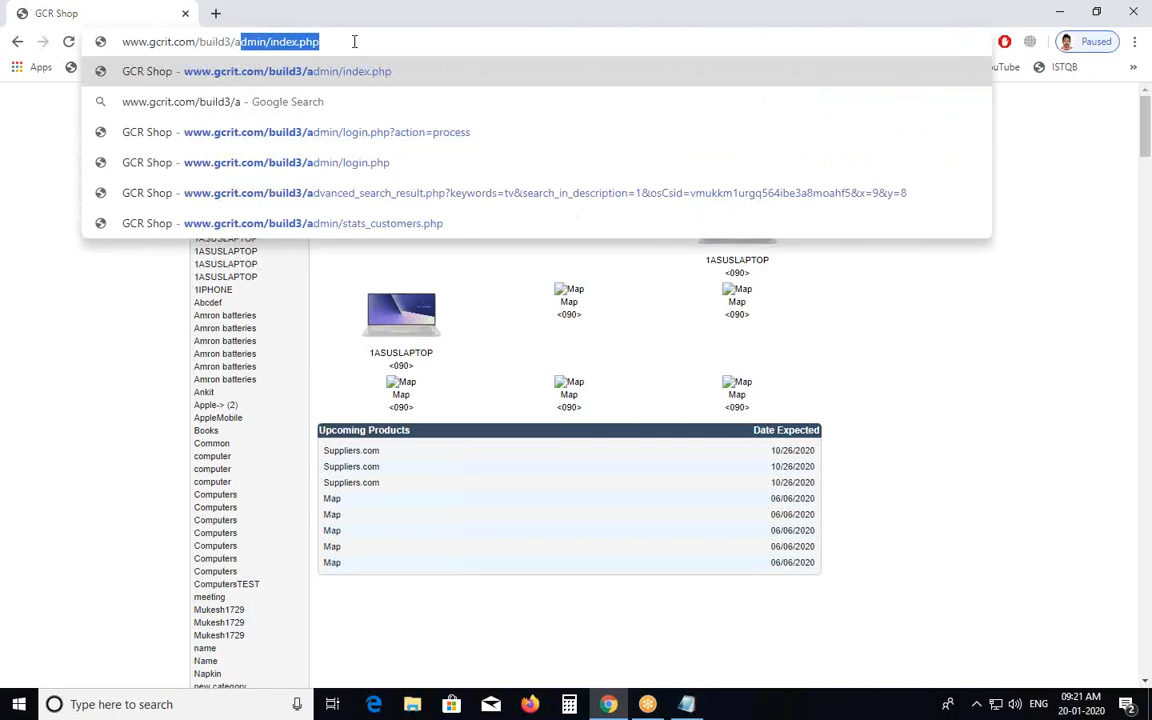 GCR Shop
www.gcrit.com/build3/admin/index.php
Paused
GCR Shop - www.gcrit.com/build3/admin/index.php
Apps
uTube
ISTQB
»
www.gcrit.com/build3/a - Google Search
GCR Shop - www.gcrit.com/build3/admin/login.php?action=process
GCR Shop - www.gcrit.com/build3/admin/login.php
GCR Shop - www.gcrit.com/build3/advanced_search_result.php?keywords=tv&search_in_description=1&osCsid=vmukkm1urgq564ibe3a8moahf5&x=9&y=8
GCR Shop - www.gcrit.com/build3/admin/stats_customers.php
1ASUSLAPTOP
1ASUSLAPTOP
1ASUSLAPTOP
1ASUSLAPTOP
1IPHONE
Abcdef
Amron batteries
Amron batteries
Amron batteries
Amron batteries
Amron batteries
Amron batteries
Ankit
Apple-> (2)
AppleMobile
Books
Common
computer
computer
computer
Computers
Computers
Computers
Computers
Computers
Computers
Computers
ComputersTEST
meeting
Mukesh1729
Mukesh1729
Mukesh1729
name
Name
Napkin
new category
1ASUSLAPTOP
<090>
Map
Map
<090>
Map
Map
<090>
1ASUSLAPTOP
<090>
Map
Map
<090>
Map
Map
<090>
Map
Map
<090>
Upcoming Products Date Expected
Suppliers.com 10/26/2020
Suppliers.com 10/26/2020
Suppliers.com 10/26/2020
Map 06/06/2020
Map 06/06/2020
Map 06/06/2020
Map 06/06/2020
Map 06/06/2020
Type here to search
ENG
09:21 AM
20-01-2020
2